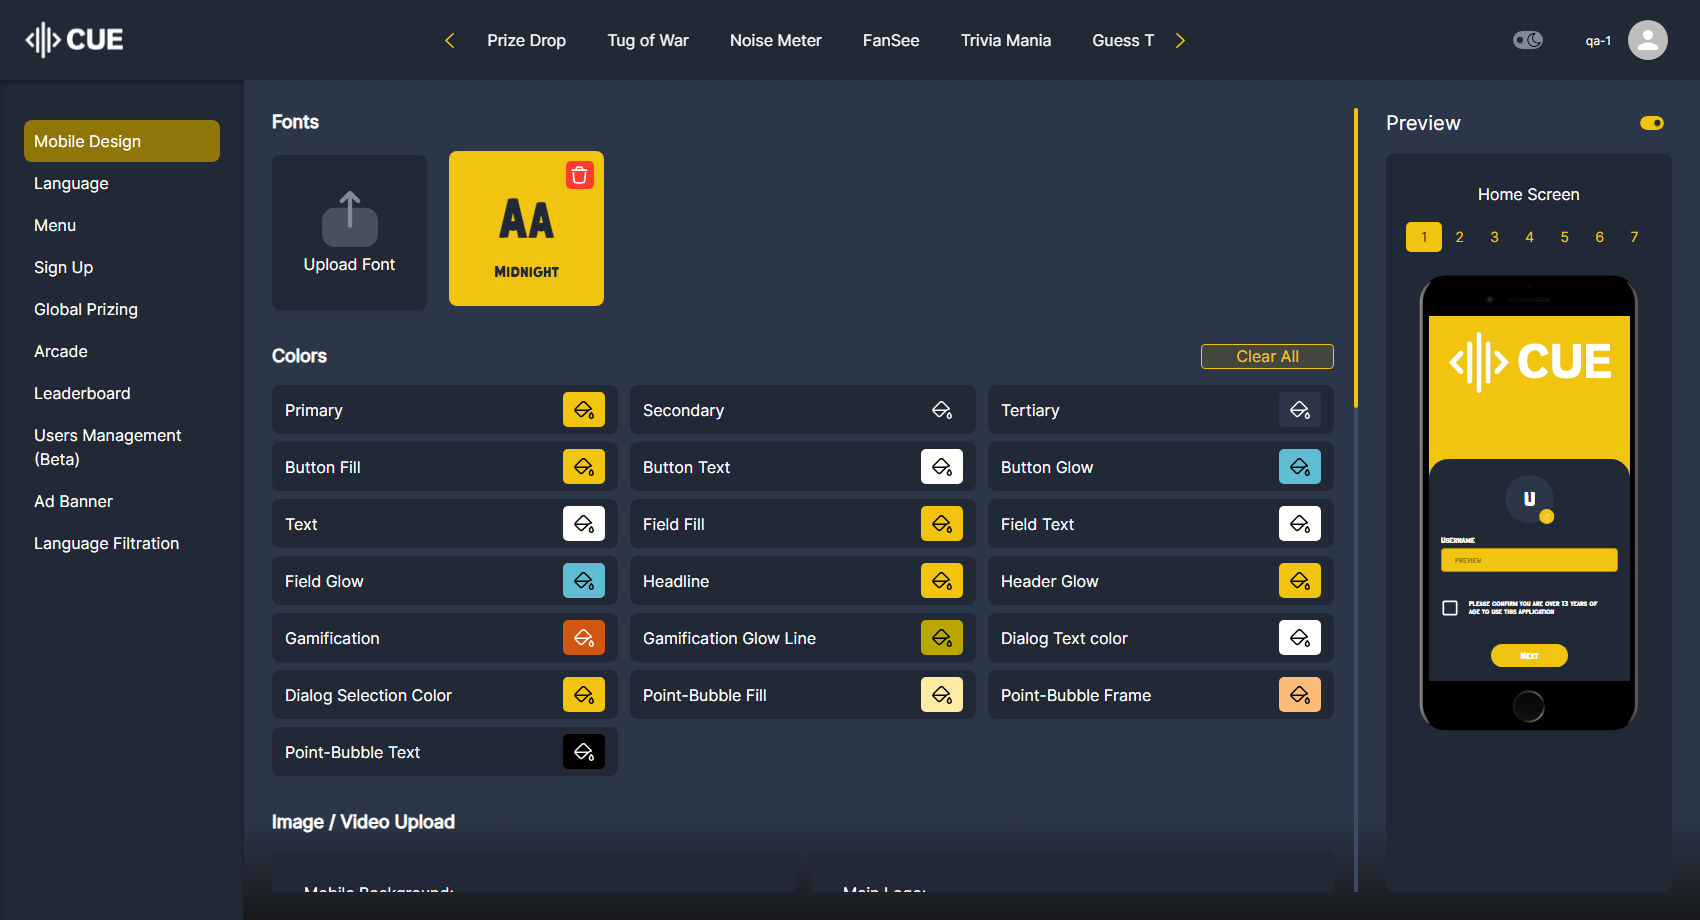 CUE
Prize Drop
Tug of War
Noise Meter
FanSee
Trivia Mania
Guess T
qa-1
Mobile Design
Language
Menu
Sign Up
Global Prizing
Arcade
Leaderboard
Users Management
(Beta)
Ad Banner
Language Filtration
Fonts
Upload Font
AA
MIDNIGHT
Colors
Clear All
Primary
Secondary
Tertiary
Button Fill
Button Text
Button Glow
Text
Field Fill
Field Text
Field Glow
Headline
Header Glow
Gamification
Gamification Glow Line
Dialog Text color
Dialog Selection Color
Point-Bubble Fill
Point-Bubble Frame
Point-Bubble Text
Image / Video Upload
Mobile Background:
Main Logo:
Preview
Home Screen
1 2 3 4 5 6 7
CUE
U
USERNAME
PREVIEW
PLEASE CONFIRM YOU ARE OVER 13 YEARS OF
AGE TO USE THIS APPLICATION
NEXT